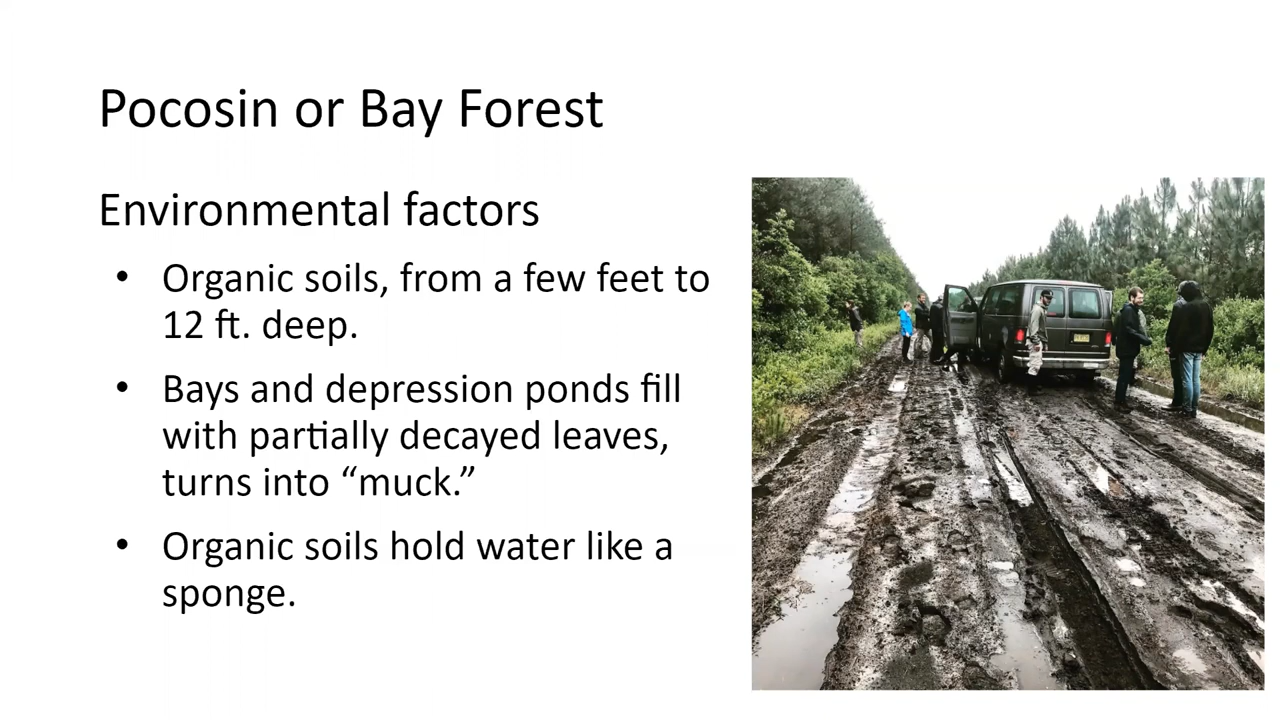 Pocosin or Bay Forest
Environmental factors
• Organic soils, from a few feet to
12 ft. deep.
• Bays and depression ponds fill
with partially decayed leaves,
turns into “muck.”
• Organic soils hold water like a
sponge.